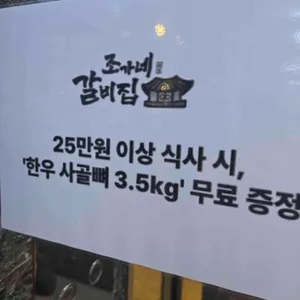 조가네
갈비집
25만원 이상 식사 시,
'한우 사골뼈 3.5kg' 무료 증정